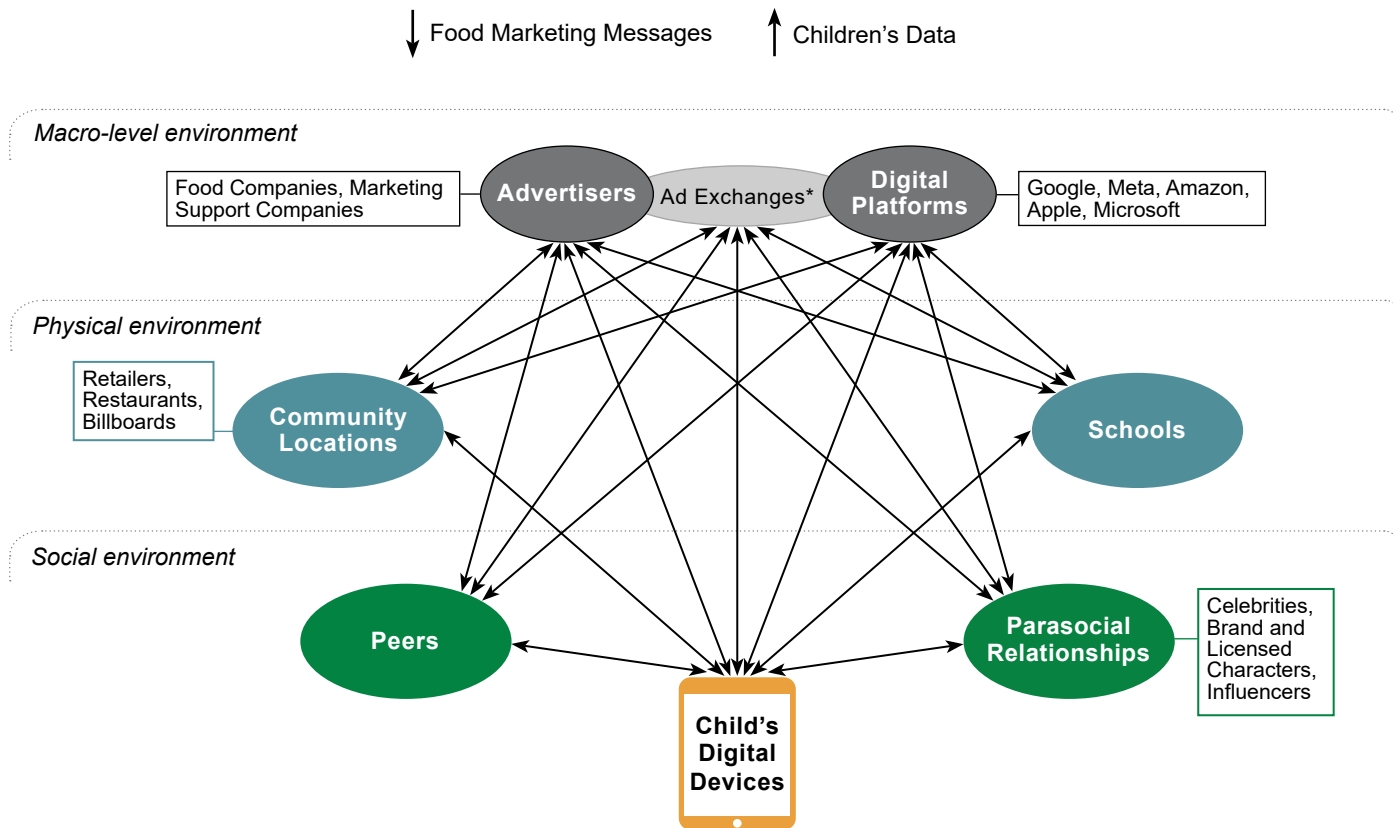 Food Marketing Messages
Children's Data
Macro-level environment
Food Companies, Marketing
Support Companies
Advertisers
Ad Exchanges*
Digital
Platforms
Google, Meta, Amazon,
Apple, Microsoft
Physical environment
Retailers,
Restaurants,
Billboards
Community
Locations
Schools
Social environment
Peers
Parasocial
Relationships
Celebrities,
Brand and
Licensed
Characters,
Influencers
Child's
Digital
Devices